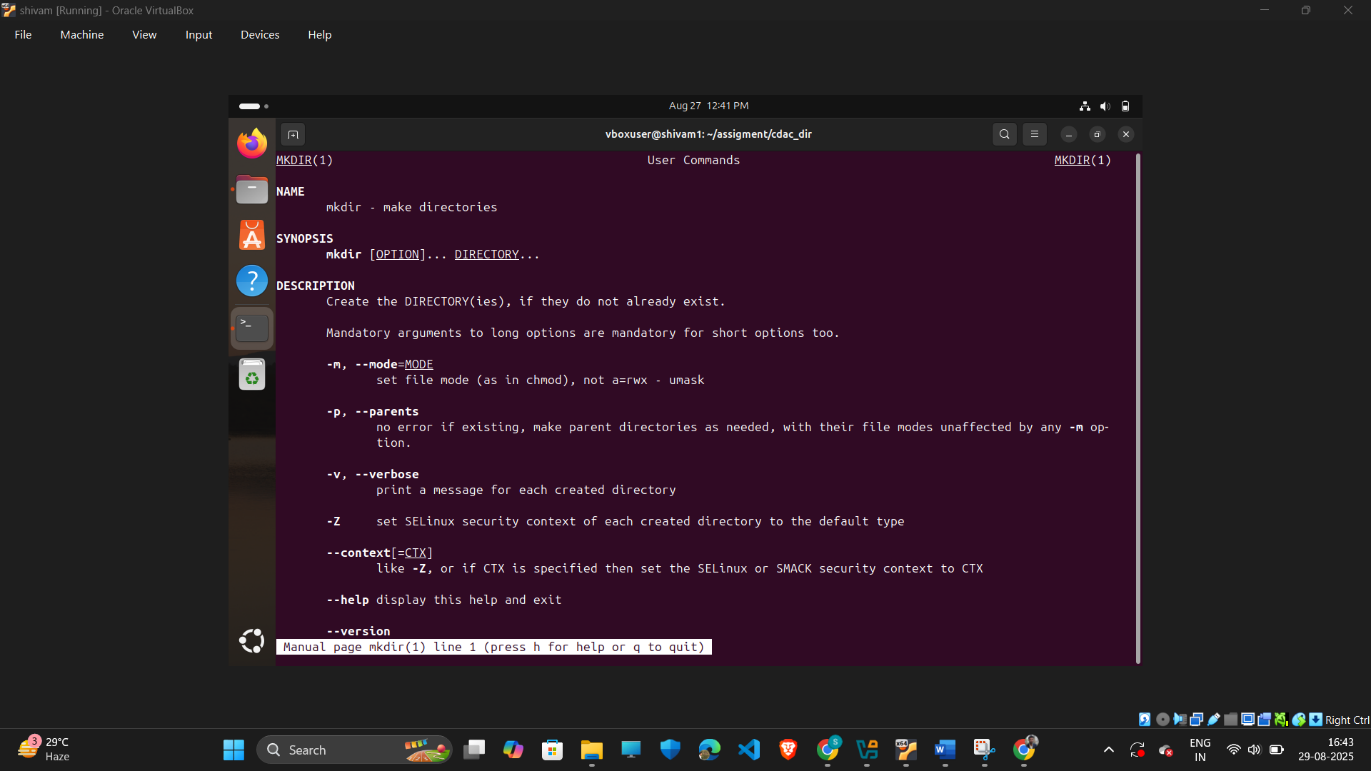 shivam [Running] - Oracle VirtualBox
File Machine View Input Devices Help
Aug 27 12:41 PM
vboxuser@shivam1: ~/assigment/cdac_dir
MKDIR(1) User Commands MKDIR(1)
NAME
mkdir - make directories
SYNOPSIS
mkdir [OPTION]... DIRECTORY...
DESCRIPTION
Create the DIRECTORY(ies), if they do not already exist.
Mandatory arguments to long options are mandatory for short options too.
-m, --mode=MODE
set file mode (as in chmod), not a=rwx - umask
-p, --parents
no error if existing, make parent directories as needed, with their file modes unaffected by any -m op-
tion.
-v, --verbose
print a message for each created directory
-Z set SELinux security context of each created directory to the default type
--context[=CTX]
like -Z, or if CTX is specified then set the SELinux or SMACK security context to CTX
--help display this help and exit
--version
Manual page mkdir(1) line 1 (press h for help or q to quit)
Right Ctrl
3
29°C
Haze
Search
S
ENG
IN
16:43
29-08-2025